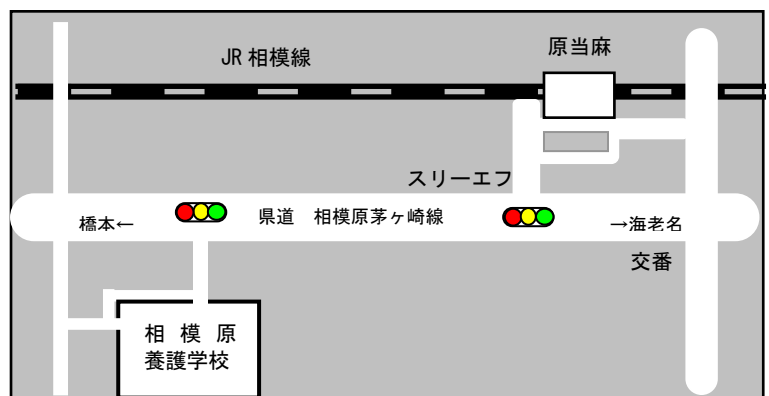 原当麻
JR 相模線
スリーエフ
橋本←
県道　相模原茅ヶ崎線
→海老名
交番
相 模 原
養護学校